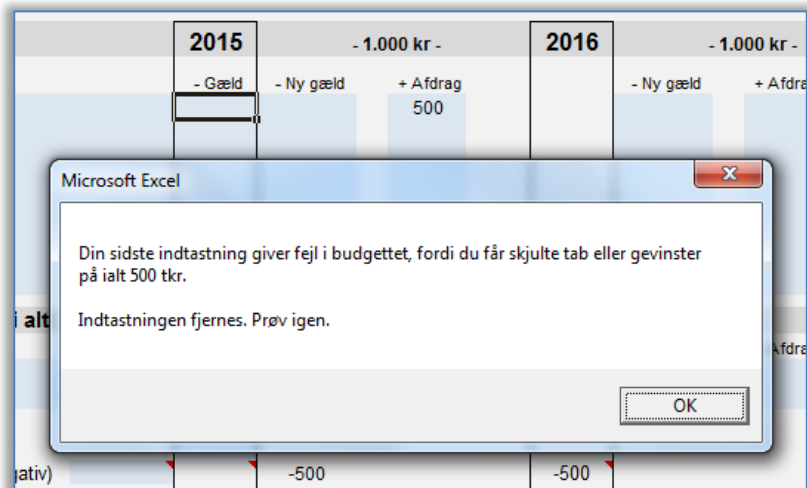 2015 - 1.000 kr - 2016 - 1.000 kr -
- Gæld - Ny gæld + Afdrag - Ny gæld + Afdra
500
Microsoft Excel
Din sidste indtastning giver fejl i budgettet, fordi du får skjulte tab eller gevinster
på ialt 500 tkr.
Indtastningen fjernes. Prøv igen.
i alt
Afdra
OK
gativ) -500 -500